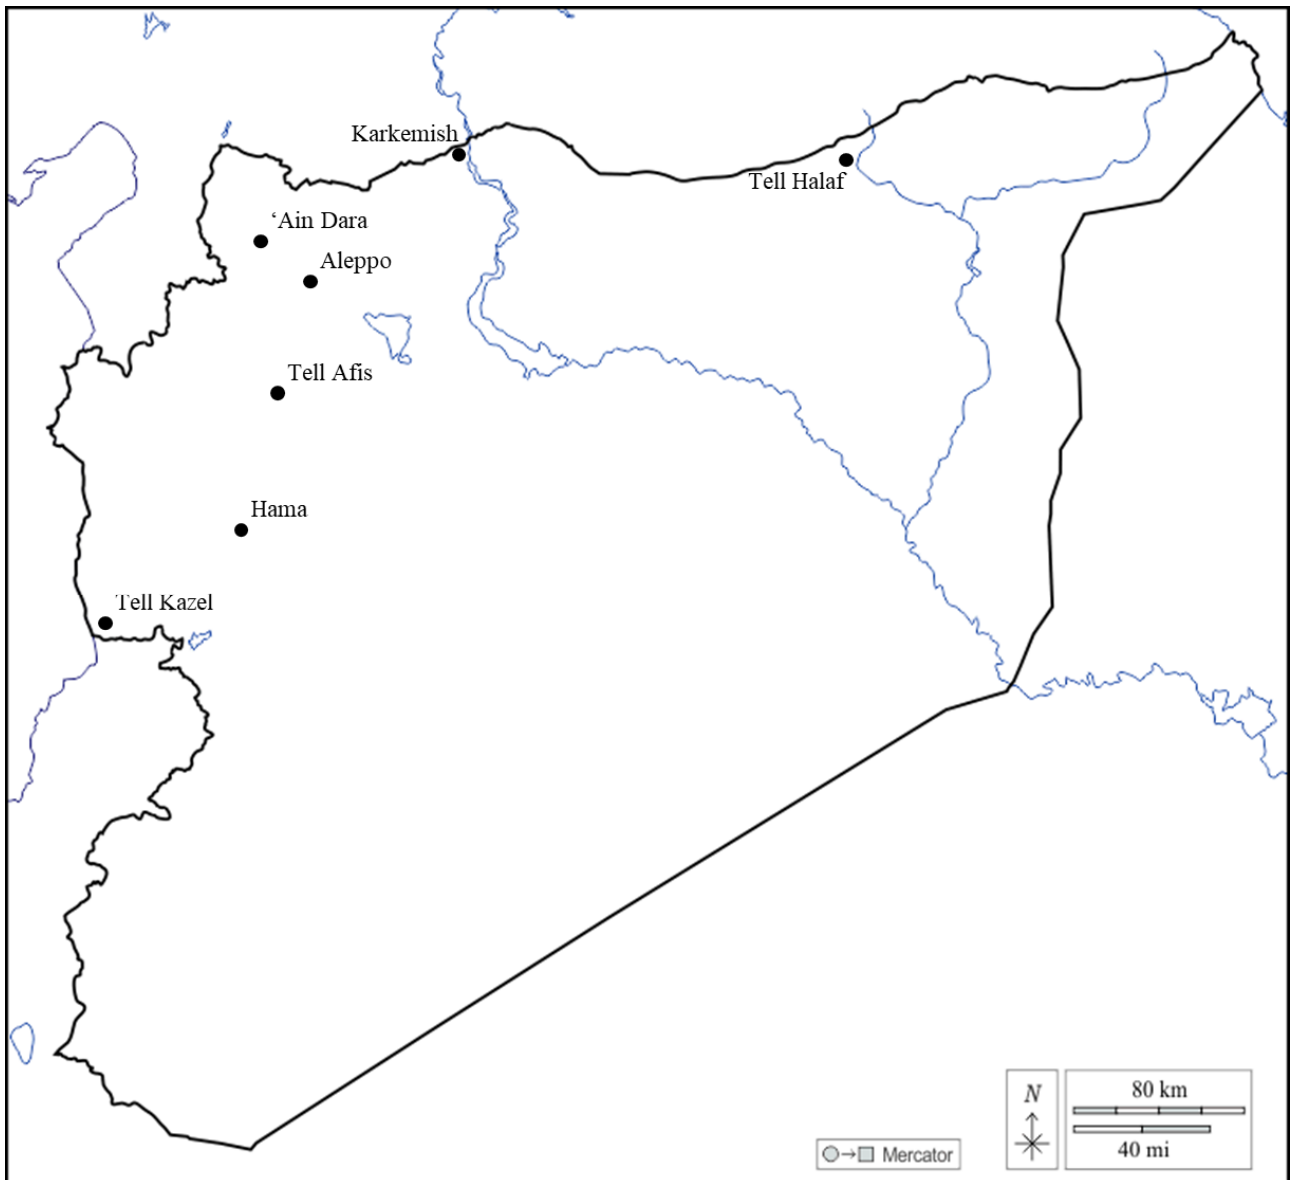 Karkemish
Tell Halaf
‘Ain Dara
Aleppo
Tell Afis
Hama
Tell Kazel
N
80 km
40 mi
Mercator